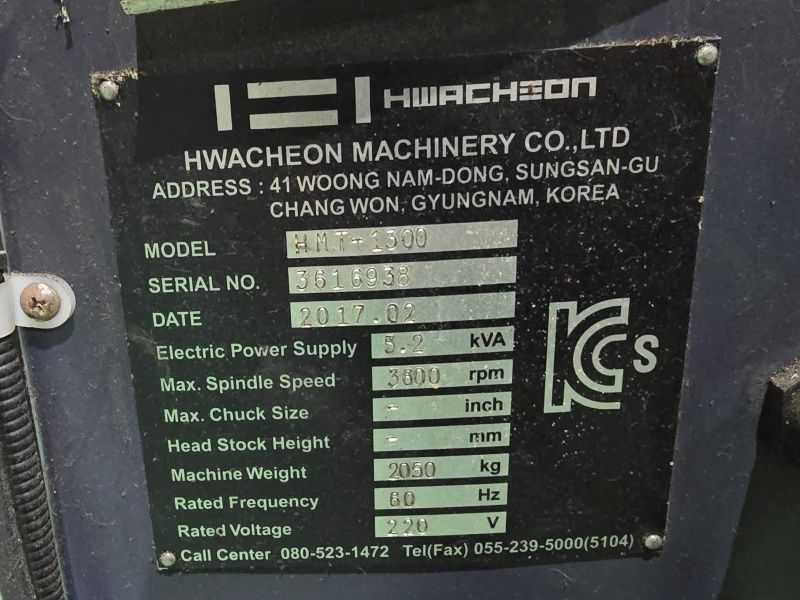 HWACHEON
HWACHEON MACHINERY CO.,LTD
ADDRESS : 41 WOONG NAM-DONG, SUNGSAN-GU
CHANG WON, GYUNGNAM, KOREA
MODEL HMT-1300
SERIAL NO. 3616938
DATE 2017.02
Electric Power Supply 5.2 kVA
Max. Spindle Speed 3600 rpm
Max. Chuck Size - inch
Head Stock Height - mm
Machine Weight 2050 kg
Rated Frequency 60 Hz
Rated Voltage 220 V
KCs
Call Center 080-523-1472 Tel(Fax) 055-239-5000(5104)